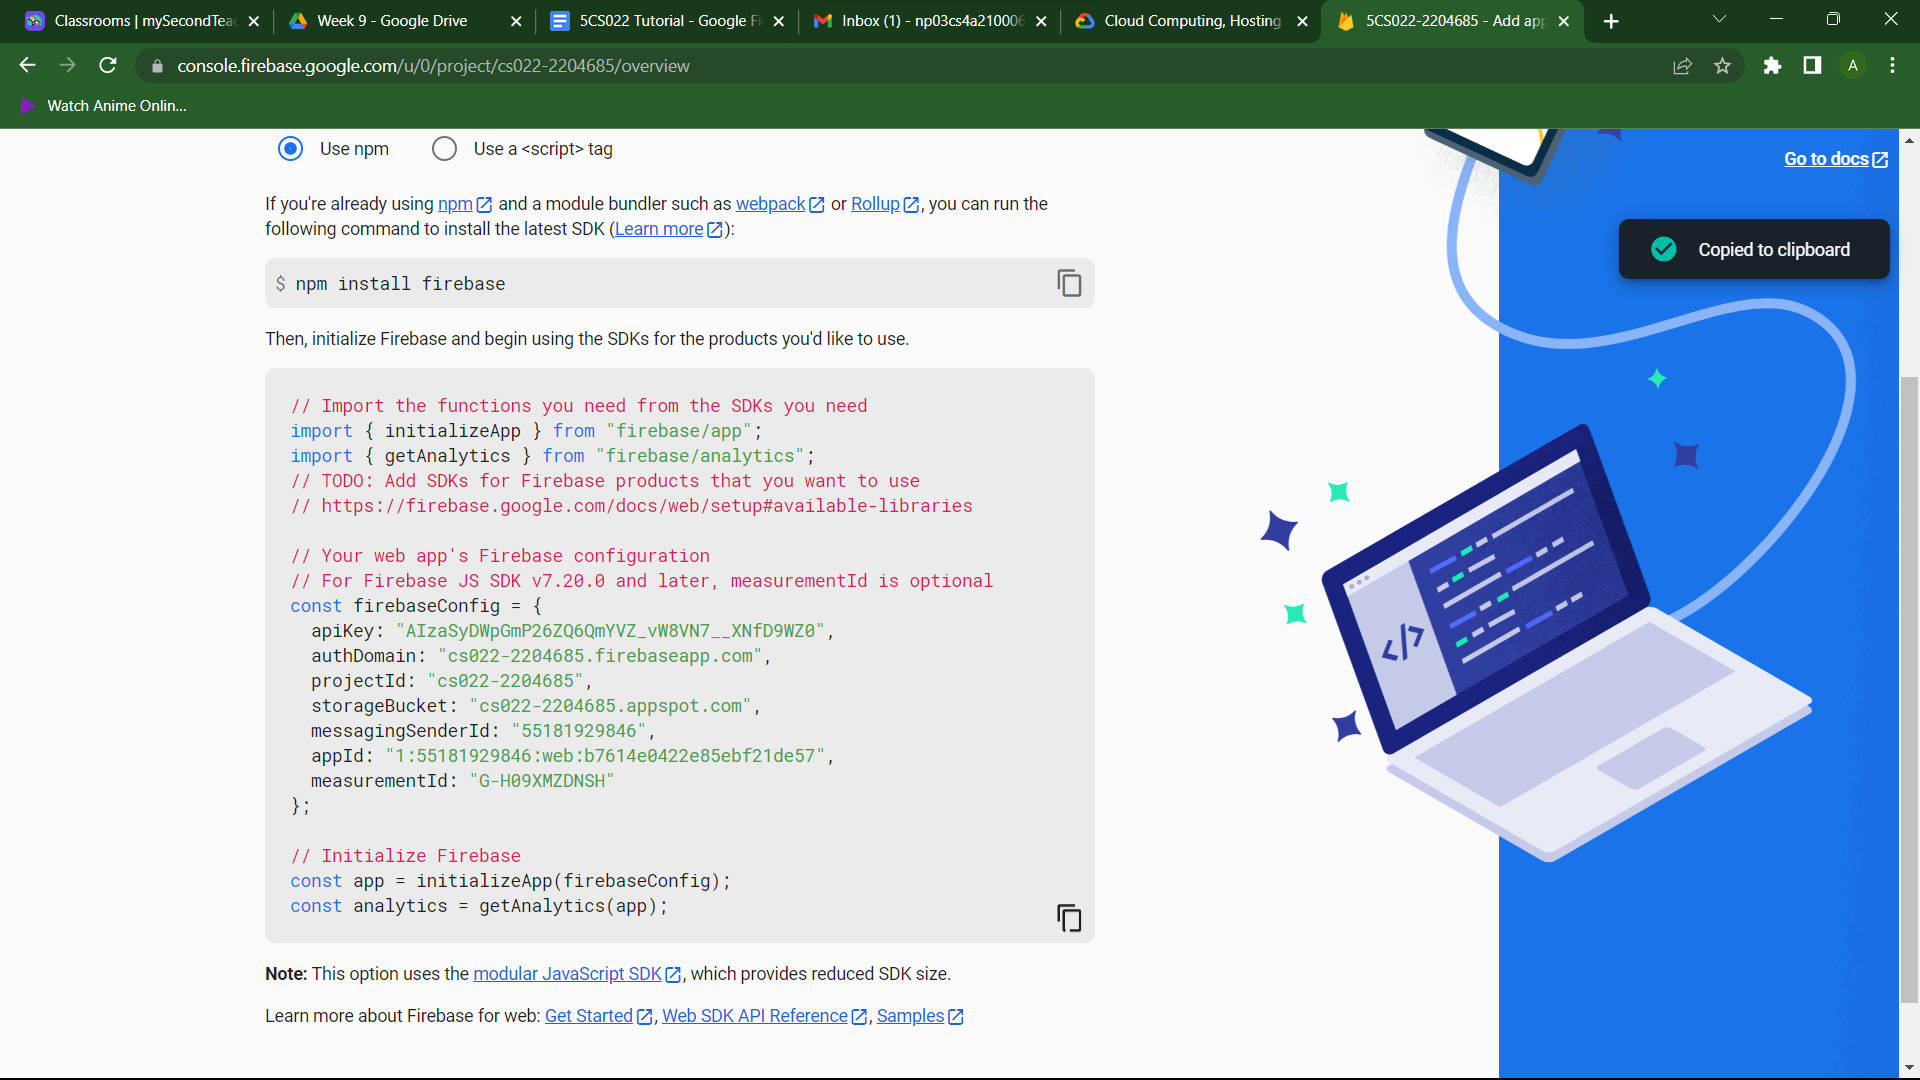 Classrooms | mySecondTeac
Week 9 - Google Drive
5CS022 Tutorial - Google Fi
Inbox (1) - np03cs4a210006
Cloud Computing, Hosting
5CS022-2204685 - Add app
console.firebase.google.com/u/0/project/cs022-2204685/overview
A
Watch Anime Onlin...
Use npm
Use a <script> tag
Go to docs
If you're already using npm and a module bundler such as webpack or Rollup, you can run the
following command to install the latest SDK (Learn more):
Copied to clipboard
$ npm install firebase
Then, initialize Firebase and begin using the SDKs for the products you'd like to use.
// Import the functions you need from the SDKs you need
import { initializeApp } from "firebase/app";
import { getAnalytics } from "firebase/analytics";
// TODO: Add SDKs for Firebase products that you want to use
// https://firebase.google.com/docs/web/setup#available-libraries
// Your web app's Firebase configuration
// For Firebase JS SDK v7.20.0 and later, measurementId is optional
const firebaseConfig = {
apiKey: "AIzaSyDWpGmP26ZQ6QmYVZ_vW8VN7__XNfD9WZ0",
authDomain: "cs022-2204685.firebaseapp.com",
projectId: "cs022-2204685",
storageBucket: "cs022-2204685.appspot.com",
messagingSenderId: "55181929846",
appId: "1:55181929846:web:b7614e0422e85ebf21de57",
measurementId: "G-H09XMZDNSH"
};
// Initialize Firebase
const app = initializeApp(firebaseConfig);
const analytics = getAnalytics(app);
Note: This option uses the modular JavaScript SDK, which provides reduced SDK size.
Learn more about Firebase for web: Get Started, Web SDK API Reference, Samples